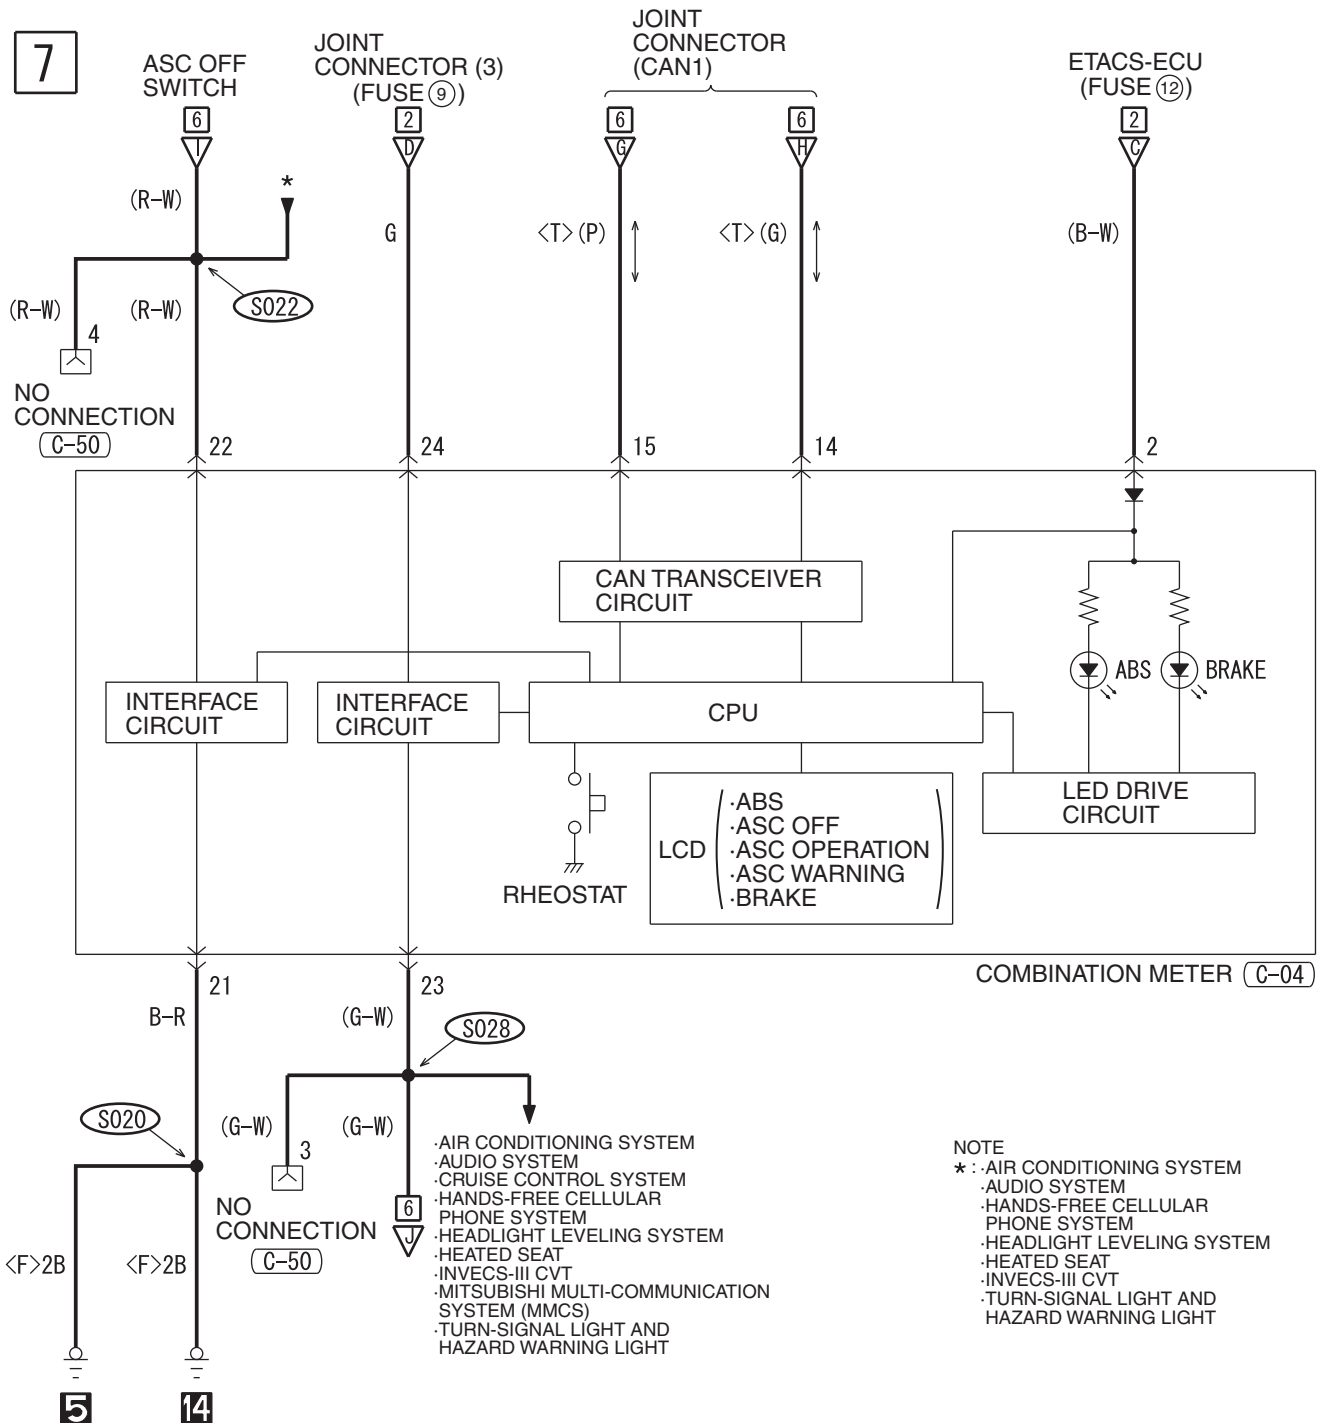 7
ASC OFF
SWITCH
JOINT
CONNECTOR (3)
(FUSE ⑨)
JOINT
CONNECTOR
(CAN1)
ETACS-ECU
(FUSE ⑫)
6
2
6
6
2
I
D
G
H
C
(R-W)
*
G
<T>(P)
<T>(G)
(B-W)
(R-W)
(R-W)
S022
4
NO
CONNECTION
C-50
22
24
15
14
2
CAN TRANSCEIVER
CIRCUIT
ABS
BRAKE
INTERFACE
CIRCUIT
INTERFACE
CIRCUIT
CPU
RHEOSTAT
LCD
·ABS
·ASC OFF
·ASC OPERATION
·ASC WARNING
·BRAKE
LED DRIVE
CIRCUIT
COMBINATION METER C-04
21
23
B-R
(G-W)
S028
S020
(G-W)
3
(G-W)
NO
CONNECTION
C-50
6
J
·AIR CONDITIONING SYSTEM
·AUDIO SYSTEM
·CRUISE CONTROL SYSTEM
·HANDS-FREE CELLULAR
PHONE SYSTEM
·HEADLIGHT LEVELING SYSTEM
·HEATED SEAT
·INVECS-III CVT
·MITSUBISHI MULTI-COMMUNICATION
SYSTEM (MMCS)
·TURN-SIGNAL LIGHT AND
HAZARD WARNING LIGHT
NOTE
* : ·AIR CONDITIONING SYSTEM
·AUDIO SYSTEM
·HANDS-FREE CELLULAR
PHONE SYSTEM
·HEADLIGHT LEVELING SYSTEM
·HEATED SEAT
·INVECS-III CVT
·TURN-SIGNAL LIGHT AND
HAZARD WARNING LIGHT
<F>2B
<F>2B
5
14